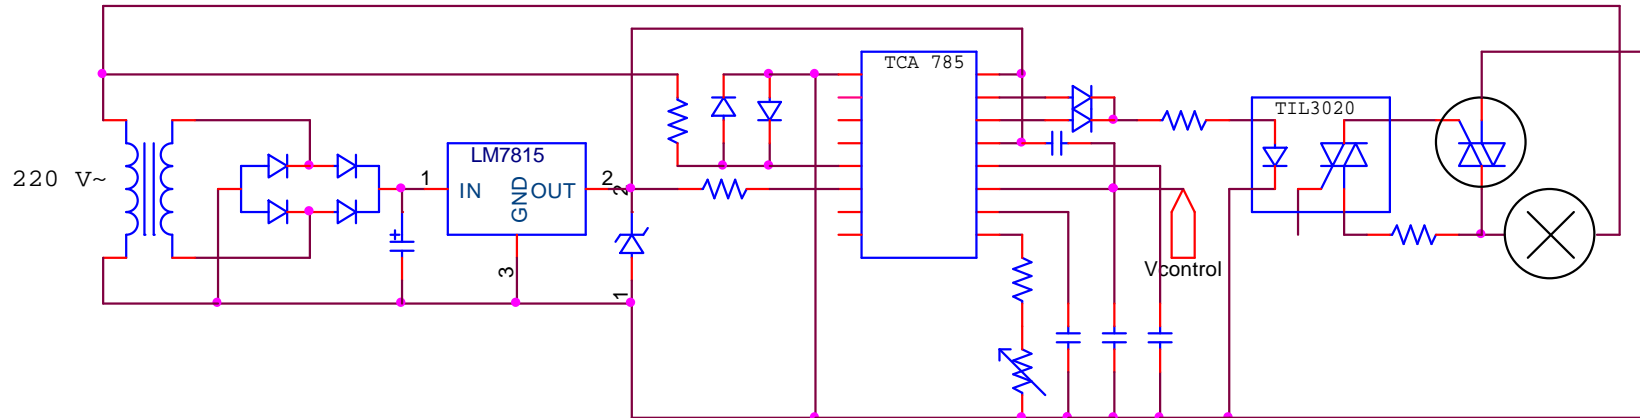 TCA 785
TIL3020
LM7815
220 V~
1
IN
GND
OUT
2
2
+
3
1
Vcontrol